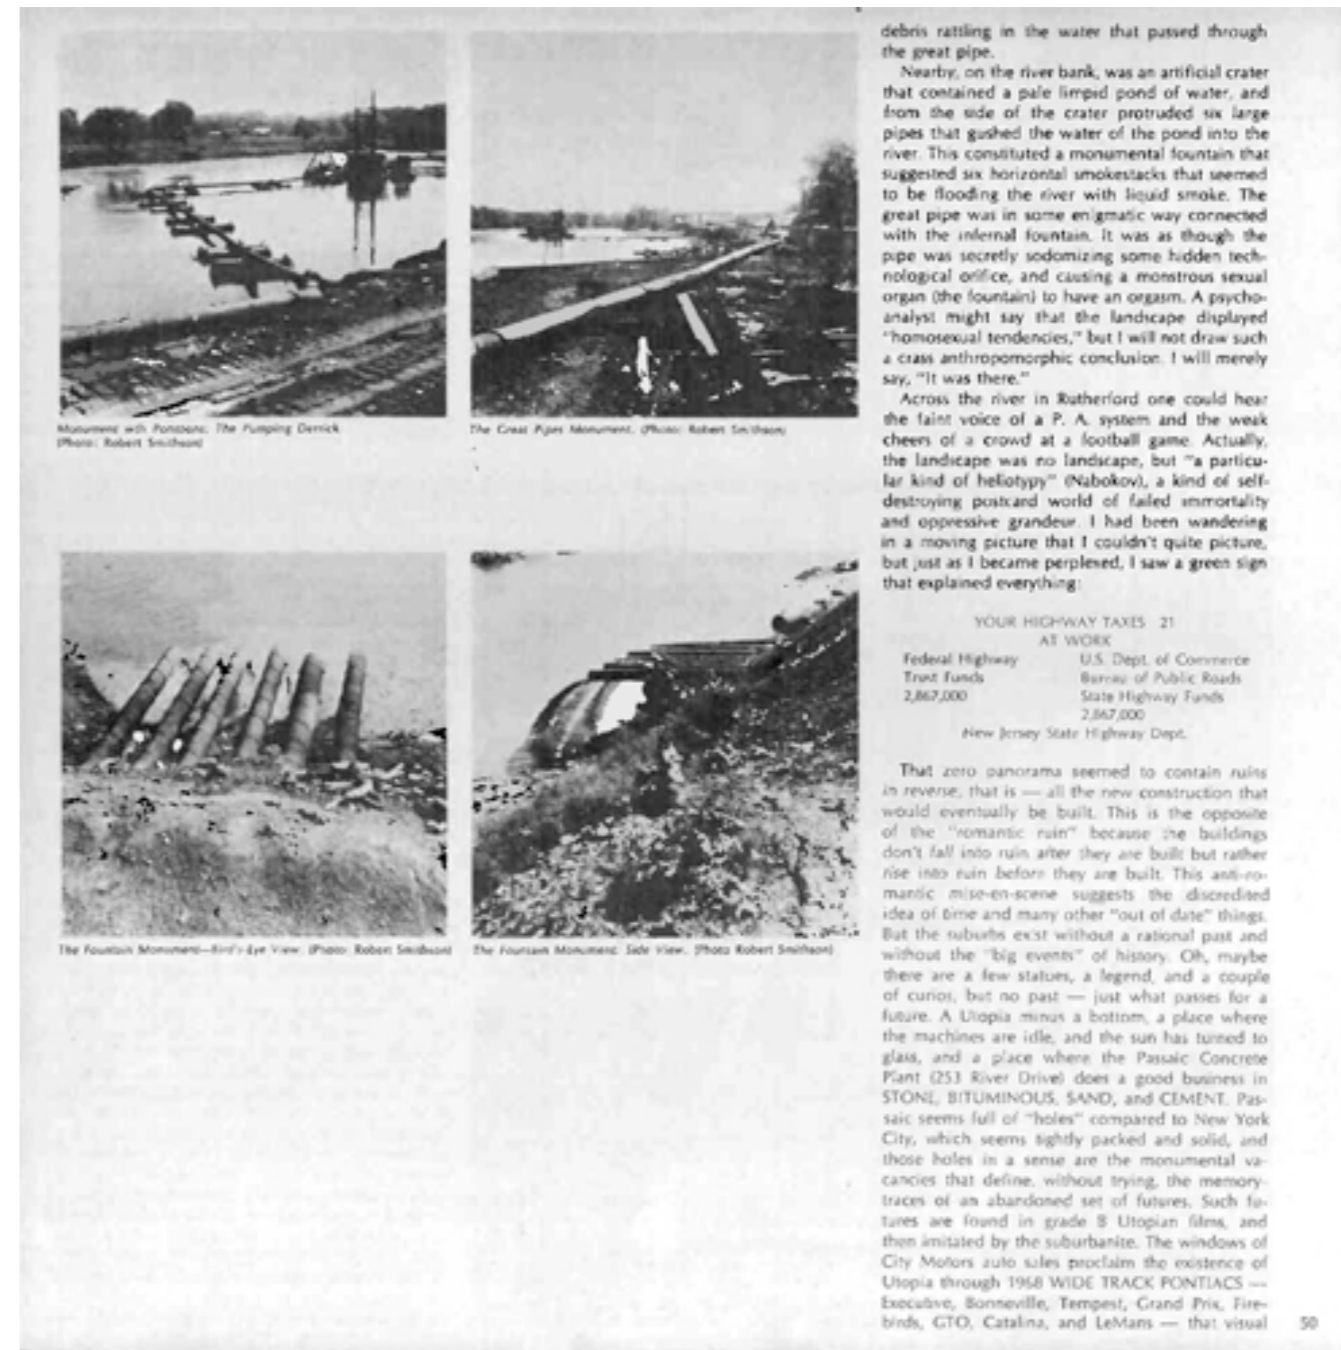 Monument with Pontoons: The Pumping Derrick
(Photo: Robert Smithson)
The Great Pipes Monument. (Photo: Robert Smithson)
The Fountain Monument—Bird's-Eye View. (Photo: Robert Smithson)
The Fountain Monument: Side View. (Photo Robert Smithson)
debris rattling in the water that passed through
the great pipe.
Nearby, on the river bank, was an artificial crater
that contained a pale limpid pond of water, and
from the side of the crater protruded six large
pipes that gushed the water of the pond into the
river. This constituted a monumental fountain that
suggested six horizontal smokestacks that seemed
to be flooding the river with liquid smoke. The
great pipe was in some enigmatic way connected
with the infernal fountain. It was as though the
pipe was secretly sodomizing some hidden tech-
nological orifice, and causing a monstrous sexual
organ (the fountain) to have an orgasm. A psycho-
analyst might say that the landscape displayed
"homosexual tendencies," but I will not draw such
a crass anthropomorphic conclusion. I will merely
say, "It was there."
Across the river in Rutherford one could hear
the faint voice of a P. A. system and the weak
cheers of a crowd at a football game. Actually,
the landscape was no landscape, but "a particu-
lar kind of heliotypy" (Nabokov), a kind of self-
destroying postcard world of failed immortality
and oppressive grandeur. I had been wandering
in a moving picture that I couldn't quite picture,
but just as I became perplexed, I saw a green sign
that explained everything:
YOUR HIGHWAY TAXES 21
AT WORK
Federal Highway U.S. Dept. of Commerce
Trust Funds Bureau of Public Roads
2,867,000 State Highway Funds
2,867,000
New Jersey State Highway Dept.
That zero panorama seemed to contain ruins
in reverse, that is — all the new construction that
would eventually be built. This is the opposite
of the "romantic ruin" because the buildings
don't fall into ruin after they are built but rather
rise into ruin before they are built. This anti-ro-
mantic mise-en-scene suggests the discredited
idea of time and many other "out of date" things.
But the suburbs exist without a rational past and
without the "big events" of history. Oh, maybe
there are a few statues, a legend, and a couple
of curios, but no past — just what passes for a
future. A Utopia minus a bottom, a place where
the machines are idle, and the sun has turned to
glass, and a place where the Passaic Concrete
Plant (253 River Drive) does a good business in
STONE, BITUMINOUS, SAND, and CEMENT. Pas-
saic seems full of "holes" compared to New York
City, which seems tightly packed and solid, and
those holes in a sense are the monumental va-
cancies that define, without trying, the memory-
traces of an abandoned set of futures. Such fu-
tures are found in grade B Utopian films, and
then imitated by the suburbanite. The windows of
City Motors auto sales proclaim the existence of
Utopia through 1968 WIDE TRACK PONTIACS —
Executive, Bonneville, Tempest, Grand Prix, Fire-
birds, GTO, Catalina, and LeMans — that visual
50